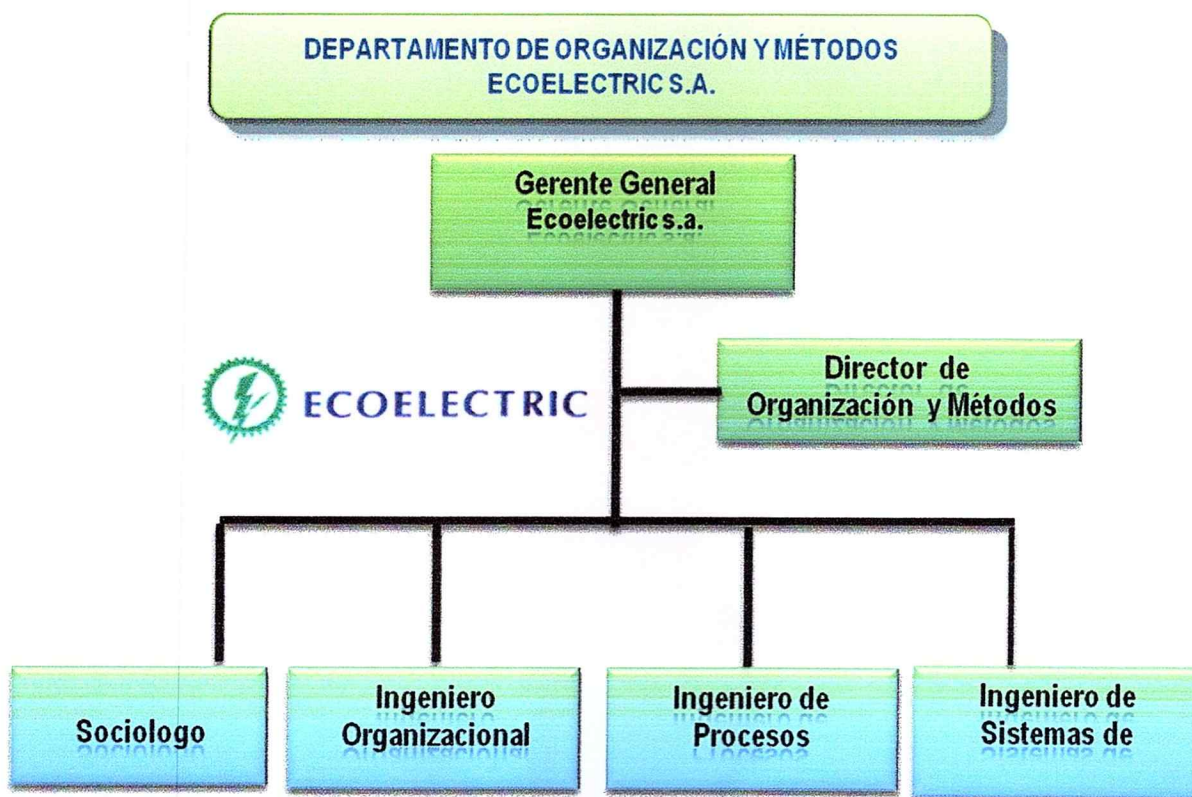 DEPARTAMENTO DE ORGANIZACIÓN Y MÉTODOS
ECOELECTRIC S.A.
Gerente General
Ecoelectric s.a.
ECOELECTRIC
Director de
Organización y Métodos
Sociologo
Ingeniero
Organizacional
Ingeniero de
Procesos
Ingeniero de
Sistemas de